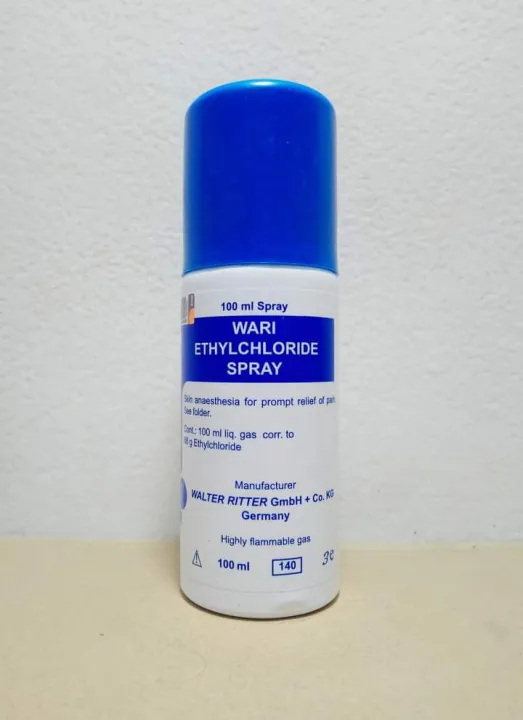 100 ml Spray
WARI
ETHYLCHLORIDE
SPRAY
Skin anaesthesia for prompt relief of pain.
See folder.
Cont.: 100 ml liq. gas corr. to
g Ethylchloride
Manufacturer
WALTER RITTER GmbH + Co. KG
Germany
Highly flammable gas
100 ml 140 3e